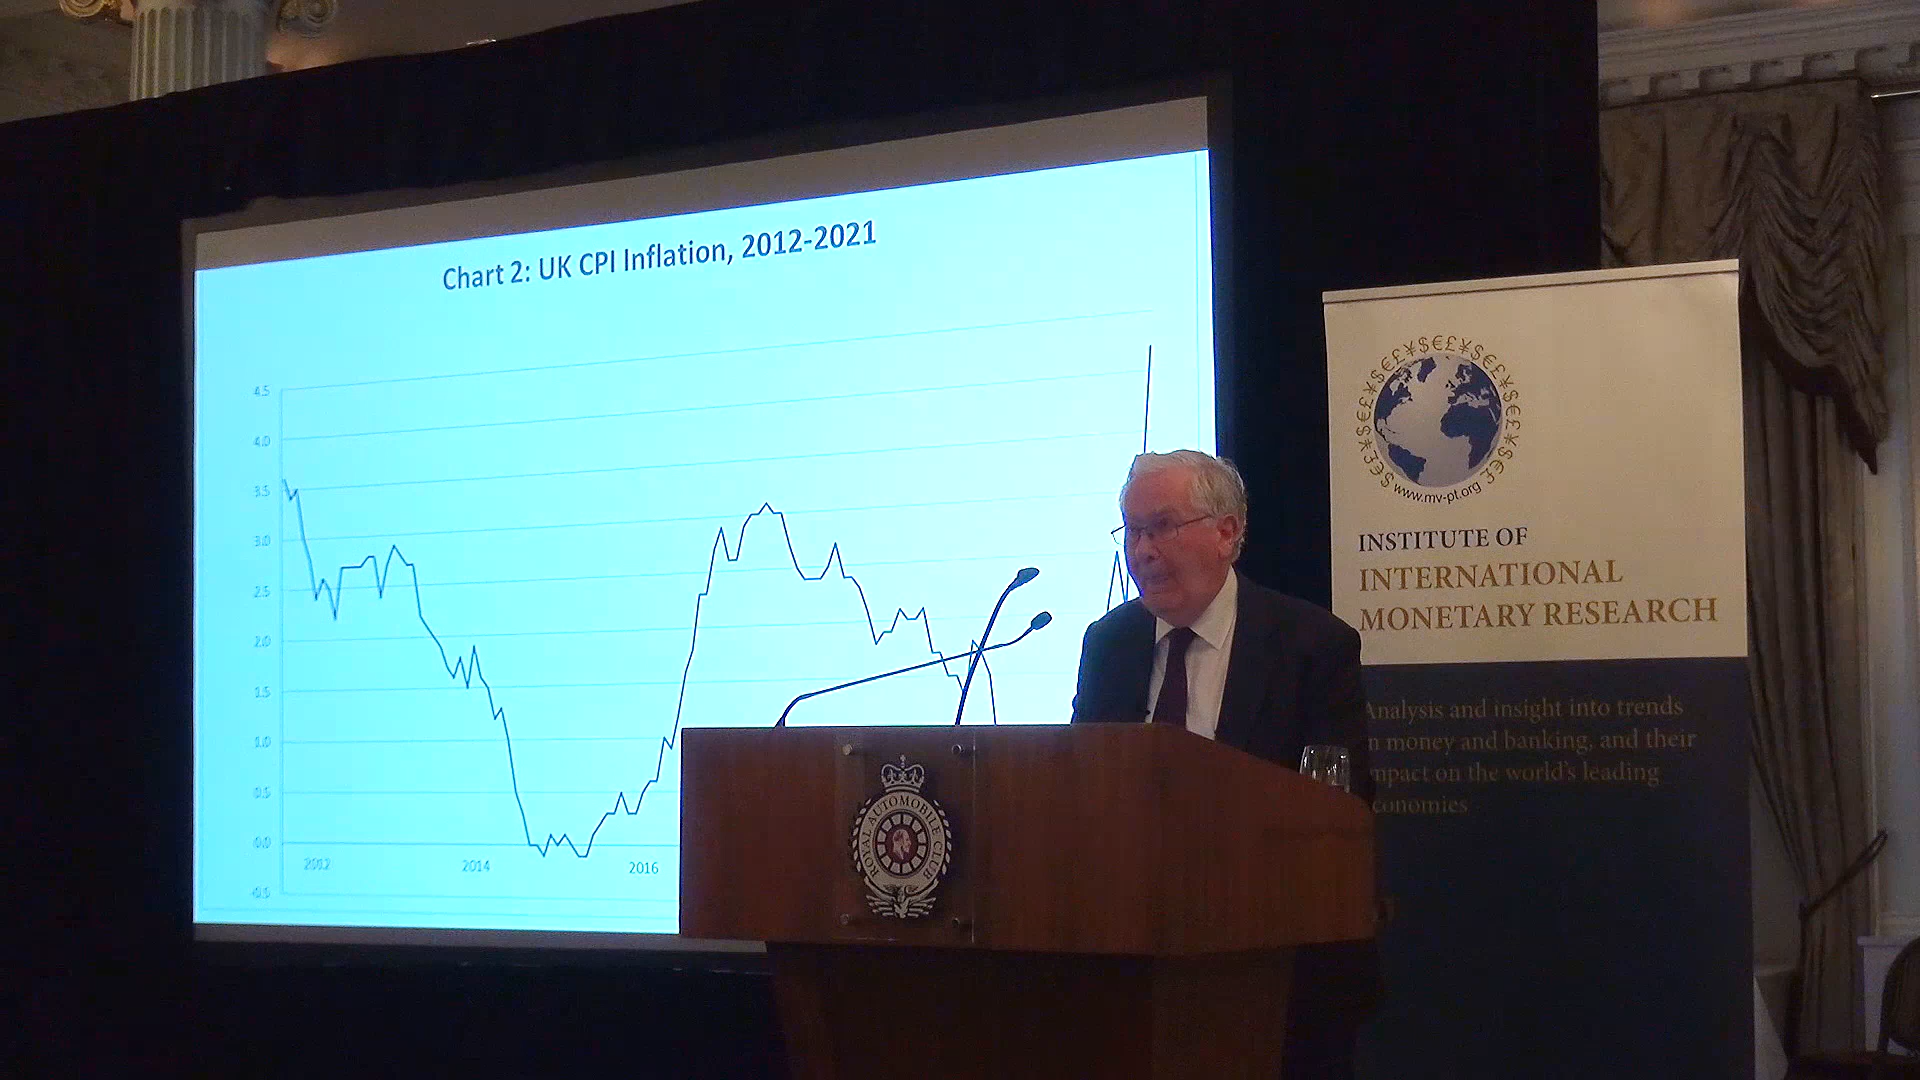 Chart 2: UK CPI Inflation, 2012-2021
4.5
4.0
3.5
3.0
2.5
2.0
1.5
1.0
0.5
0.0
-0.5
2012
2014
2016
$€£¥$€£¥$€£¥$€£¥$€£¥$€£
www.mv-pt.org
INSTITUTE OF
INTERNATIONAL
MONETARY RESEARCH
Analysis and insight into trends
n money and banking, and their
mpact on the world's leading
conomies
ROYAL AUTOMOBILE CLUB